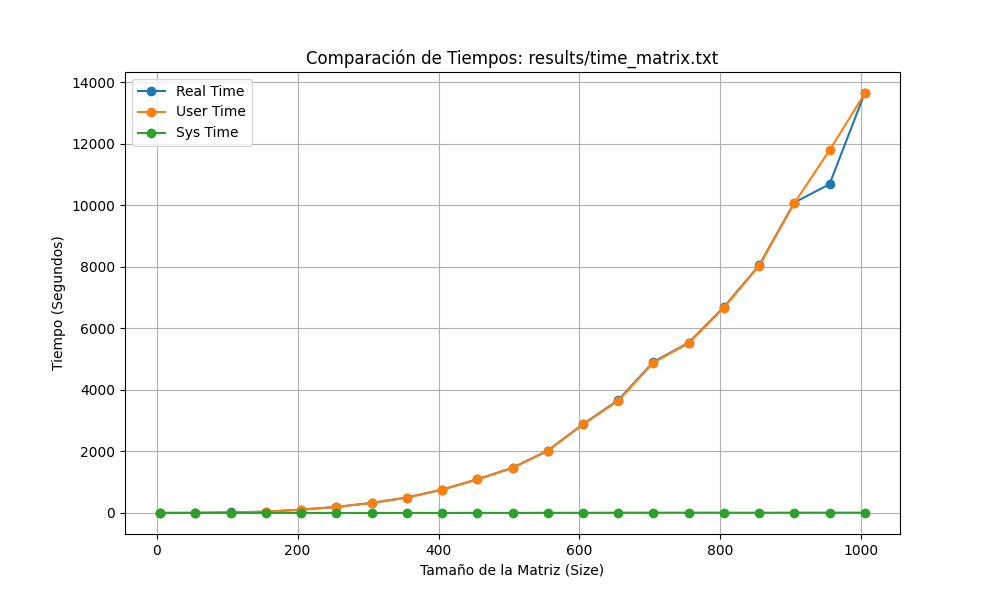 Comparación de Tiempos: results/time_matrix.txt
Real Time
User Time
Sys Time
14000
12000
10000
8000
6000
4000
2000
0
Tiempo (Segundos)
0 200 400 600 800 1000
Tamaño de la Matriz (Size)